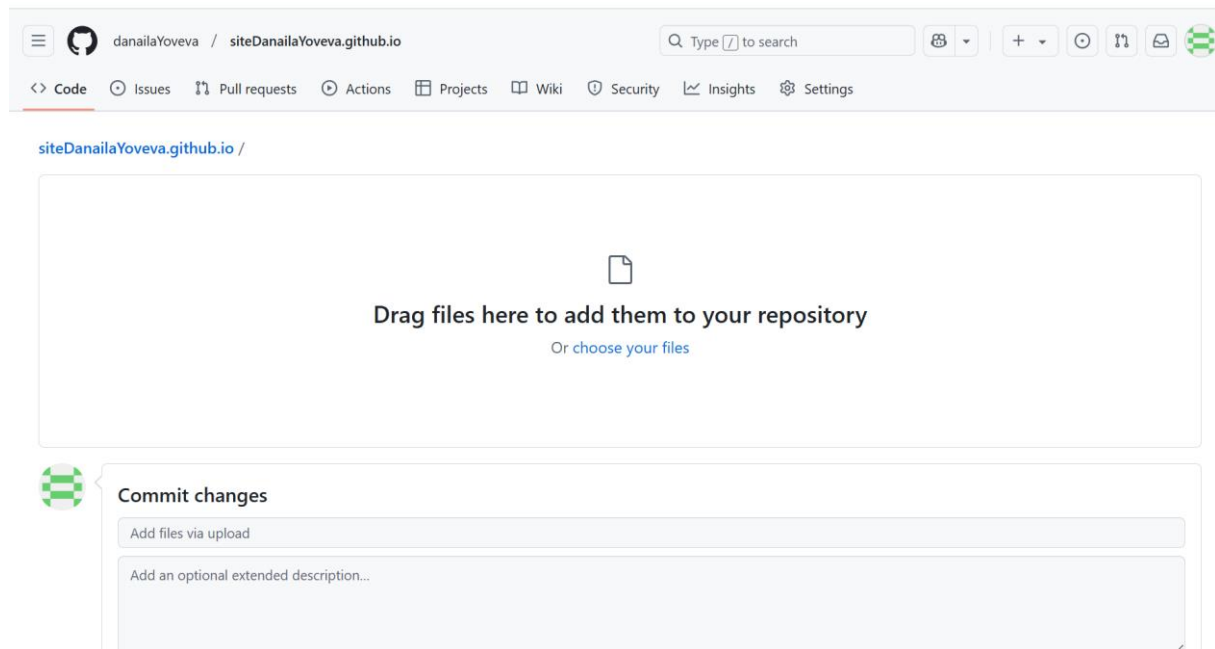 danailaYoveva / siteDanailaYoveva.github.io
Type / to search
Code
Issues
Pull requests
Actions
Projects
Wiki
Security
Insights
Settings
siteDanailaYoveva.github.io /
Drag files here to add them to your repository
Or choose your files
Commit changes
Add files via upload
Add an optional extended description...